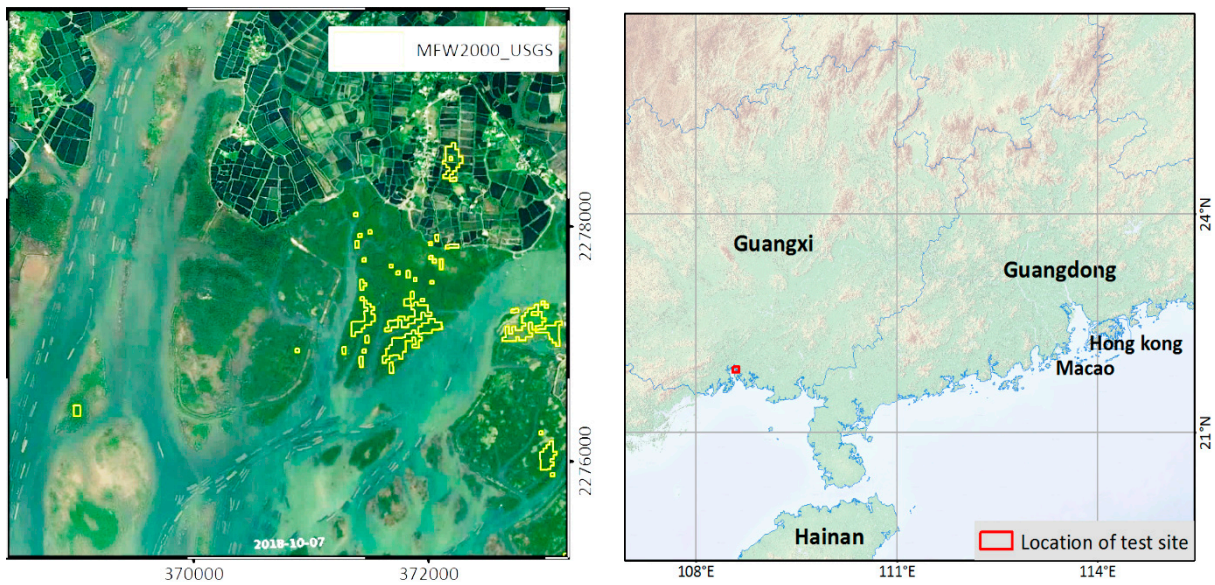 MFW2000_USGS
2278000
2276000
2018-10-07
370000
372000
Guangxi
Guangdong
Hong kong
Macao
Hainan
24°N
21°N
Location of test site
108°E
111°E
114°E